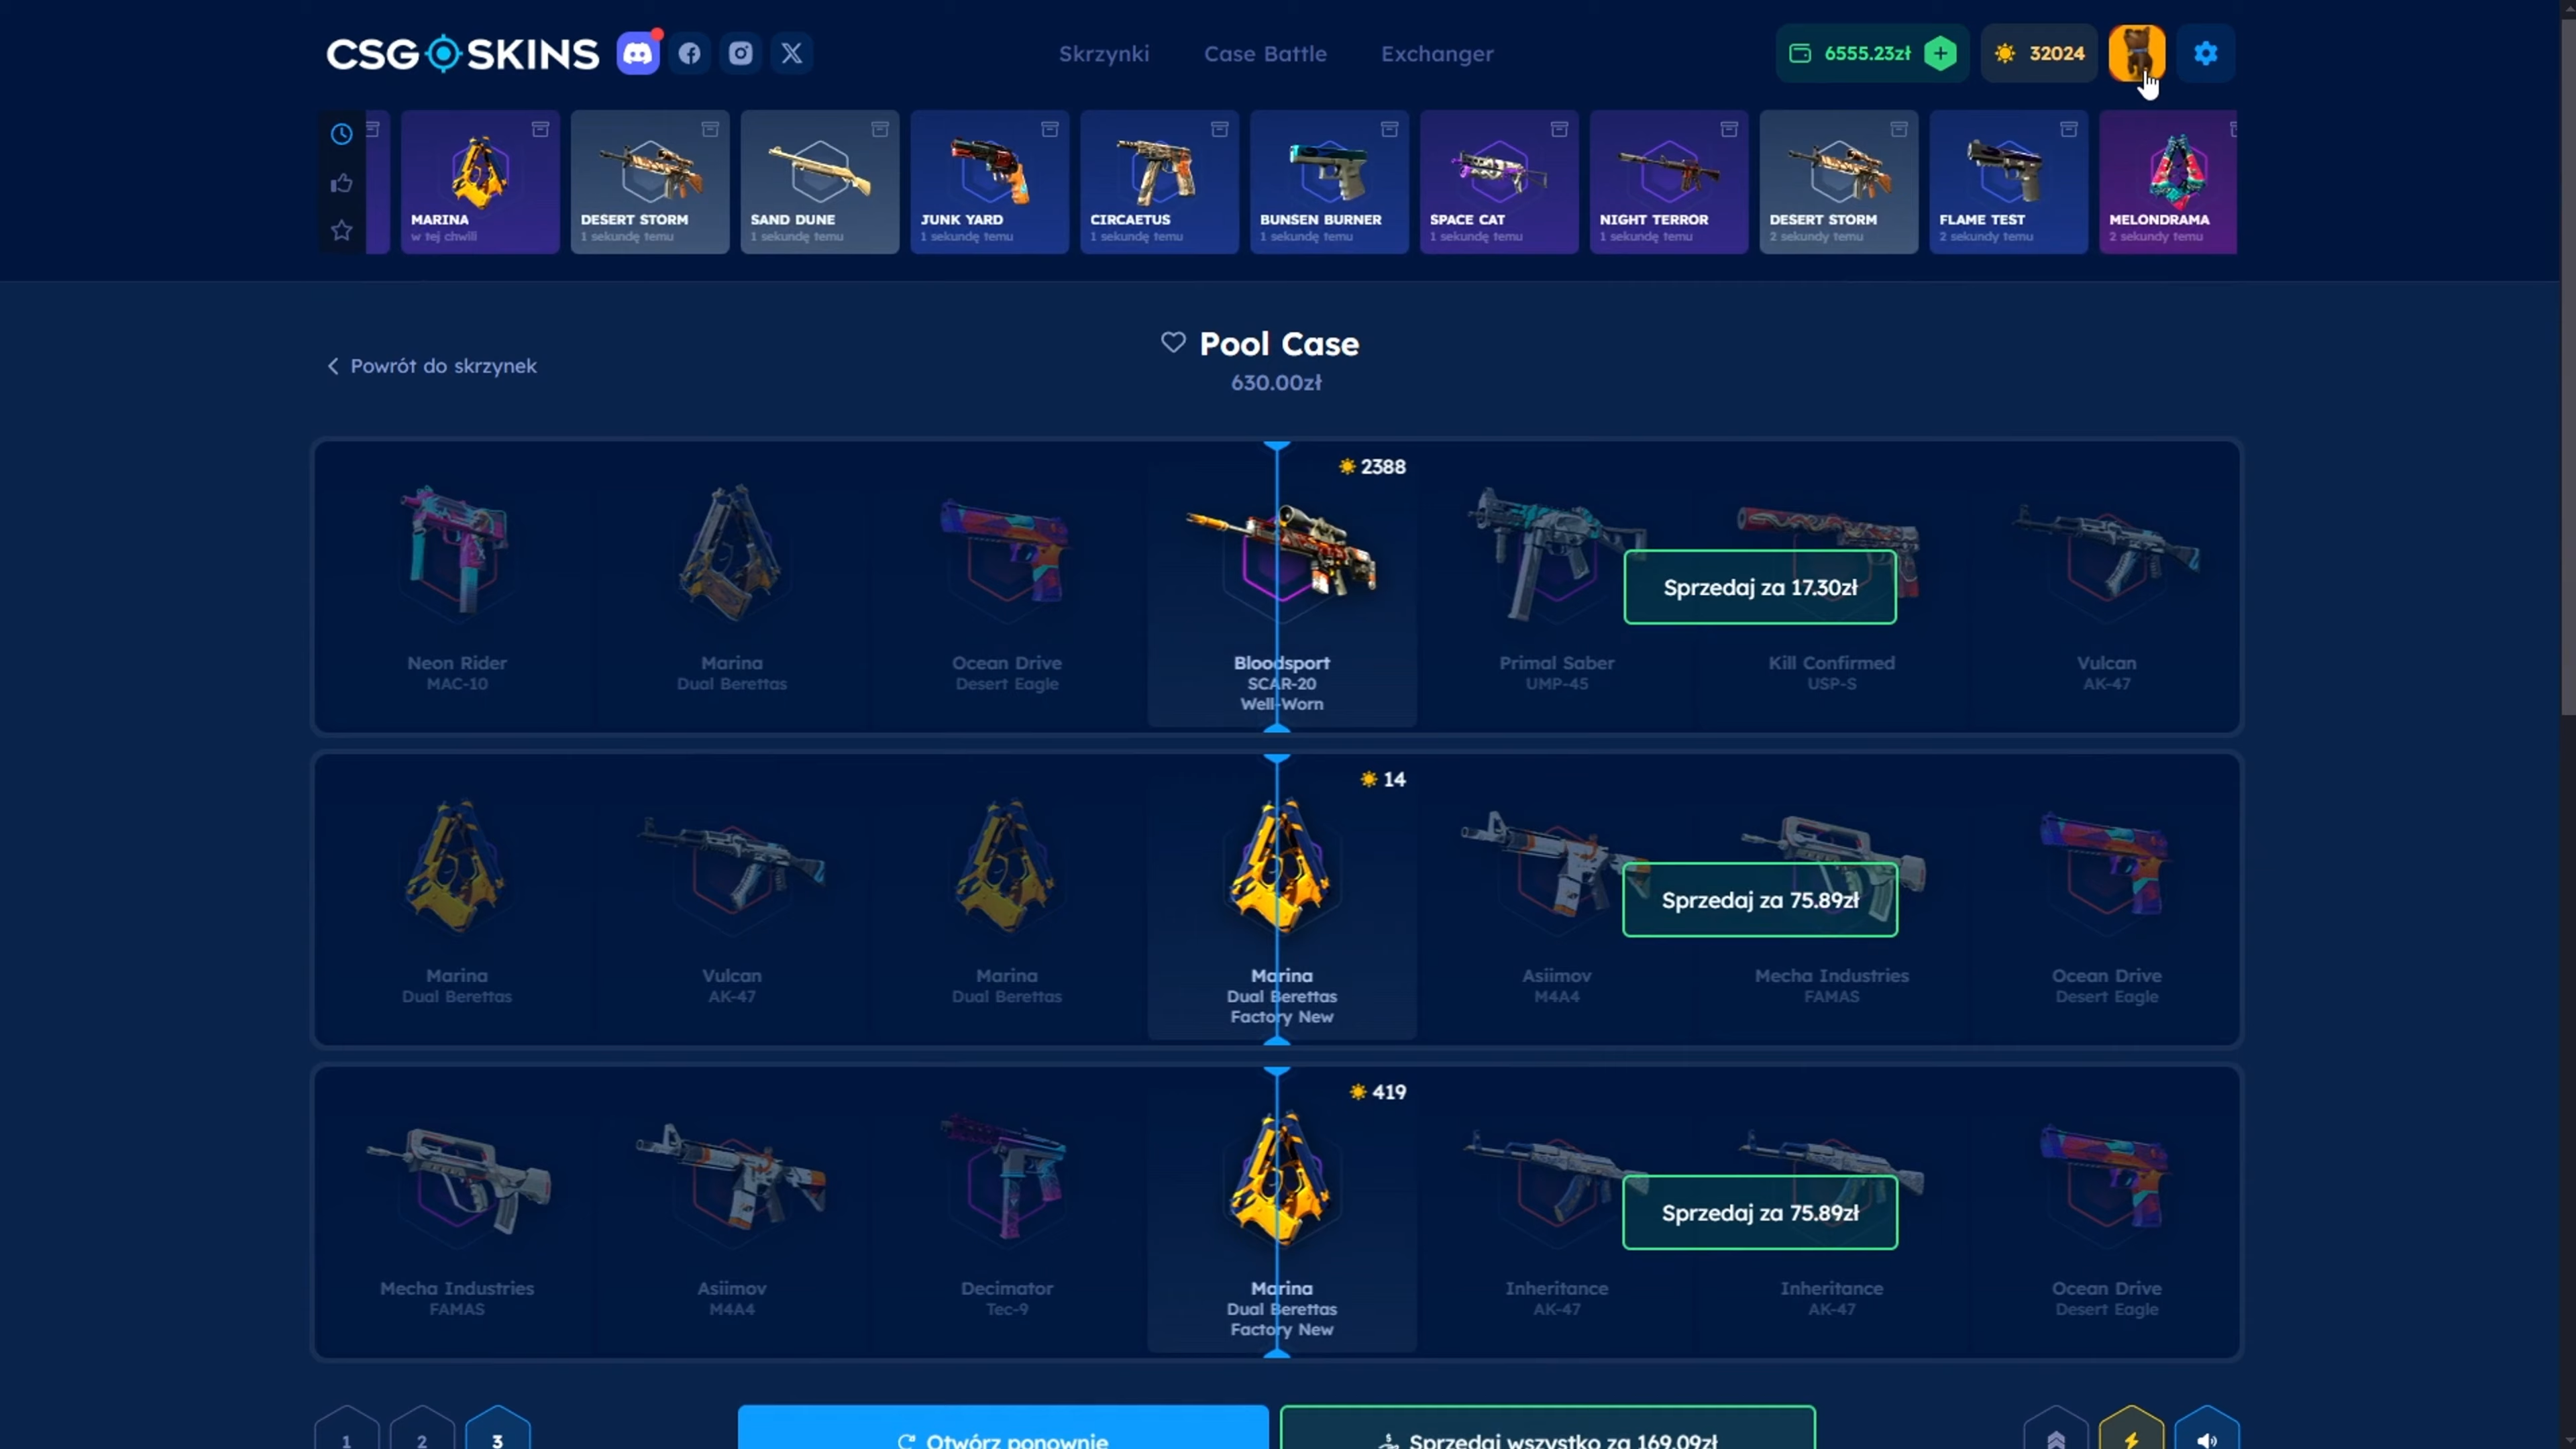 CSG SKINS
Skrzynki
Case Battle
Exchanger
6555.23zł
32024
MARINA
w tej chwili
DESERT STORM
1 sekundę temu
SAND DUNE
1 sekundę temu
JUNK YARD
1 sekundę temu
CIRCAETUS
1 sekundę temu
BUNSEN BURNER
1 sekundę temu
SPACE CAT
1 sekundę temu
NIGHT TERROR
1 sekundę temu
DESERT STORM
2 sekundy temu
FLAME TEST
2 sekundy temu
MELONDRAMA
2 sekundy temu
Powrót do skrzynek
Pool Case
630.00zł
2388
Neon Rider
MAC-10
Marina
Dual Berettas
Ocean Drive
Desert Eagle
Bloodsport
SCAR-20
Well-Worn
Primal Saber
UMP-45
Sprzedaj za 17.30zł
Kill Confirmed
USP-S
Vulcan
AK-47
14
Marina
Dual Berettas
Vulcan
AK-47
Marina
Dual Berettas
Marina
Dual Berettas
Factory New
Asiimov
M4A4
Sprzedaj za 75.89zł
Mecha Industries
FAMAS
Ocean Drive
Desert Eagle
419
Mecha Industries
FAMAS
Asiimov
M4A4
Decimator
Tec-9
Marina
Dual Berettas
Factory New
Inheritance
AK-47
Sprzedaj za 75.89zł
Inheritance
AK-47
Ocean Drive
Desert Eagle
1
2
3
Otwórz ponownie
Sprzedaj wszystko za 169.09zł